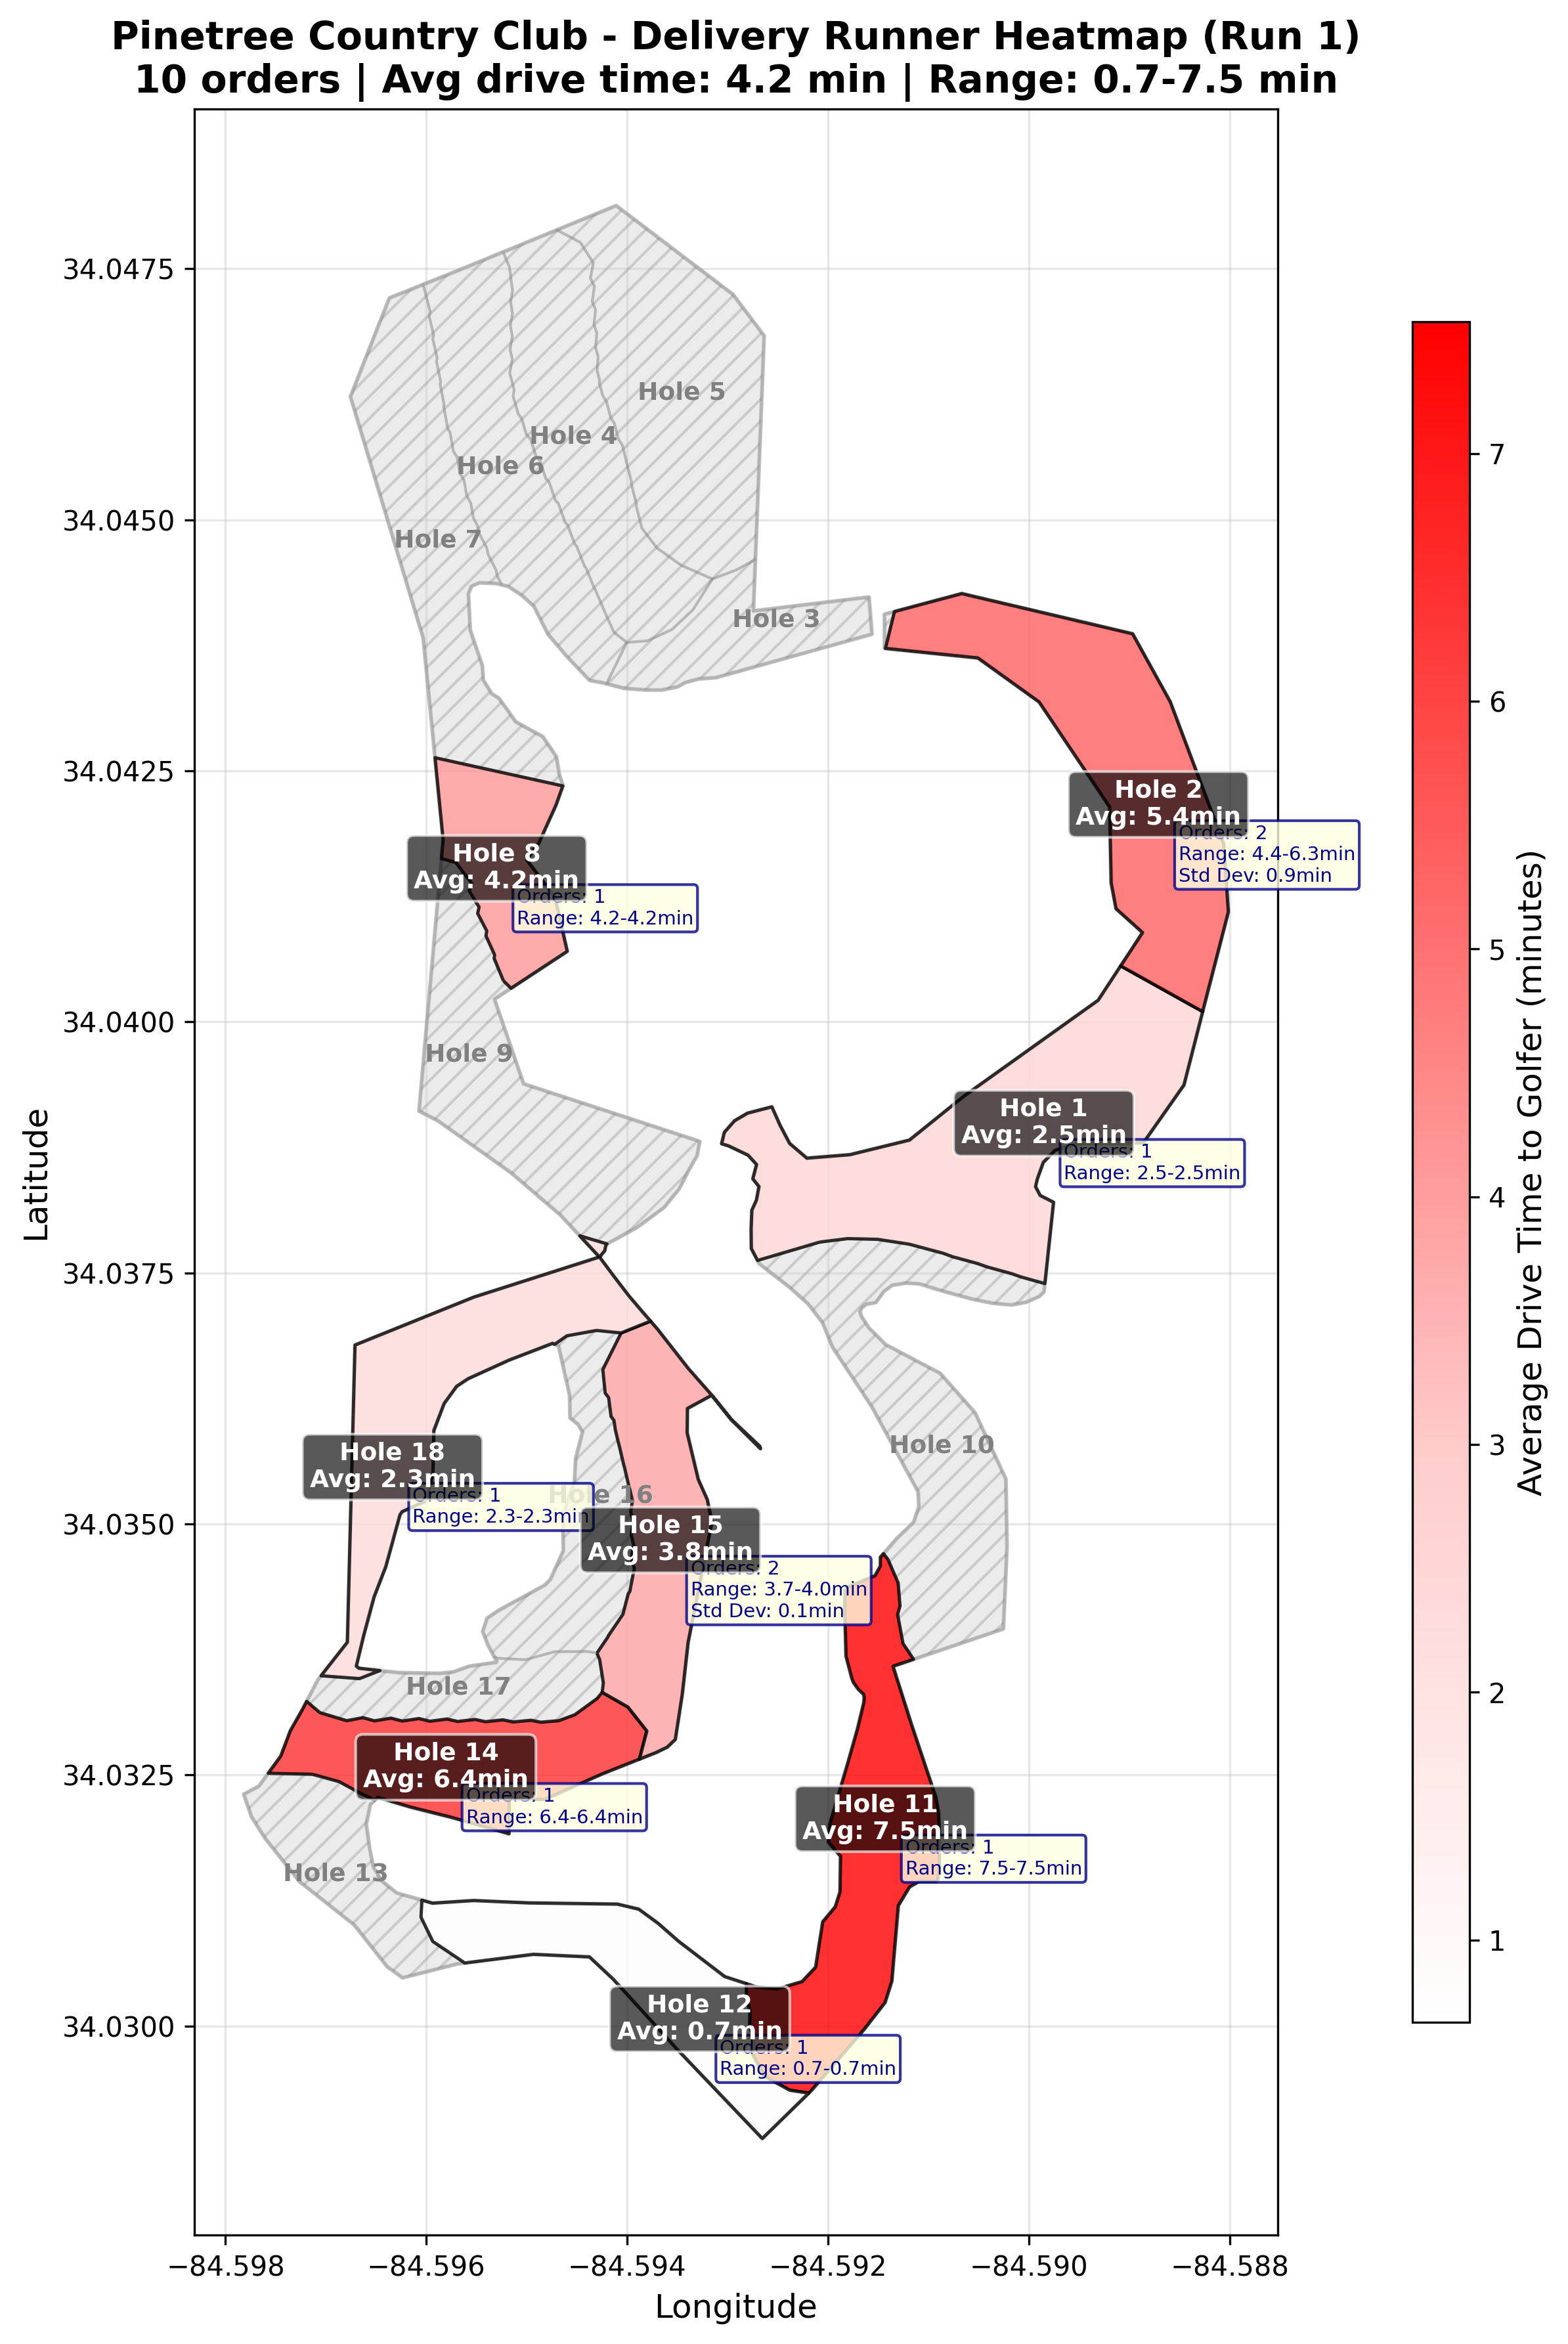 Pinetree Country Club - Delivery Runner Heatmap (Run 1)
10 orders | Avg drive time: 4.2 min | Range: 0.7-7.5 min
34.0475
34.0450
34.0425
34.0400
34.0375
34.0350
34.0325
34.0300
Latitude
Hole 5
Hole 4
Hole 6
Hole 7
Hole 3
Hole 2
Avg: 5.4min
Orders: 2
Range: 4.4-6.3min
Std Dev: 0.9min
Hole 8
Avg: 4.2min
Orders: 1
Range: 4.2-4.2min
Hole 9
Hole 1
Avg: 2.5min
Orders: 1
Range: 2.5-2.5min
Hole 10
Hole 18
Avg: 2.3min
Orders: 1
Range: 2.3-2.3min
Hole 16
Hole 15
Avg: 3.8min
Orders: 2
Range: 3.7-4.0min
Std Dev: 0.1min
Hole 17
Hole 14
Avg: 6.4min
Orders: 1
Range: 6.4-6.4min
Hole 11
Avg: 7.5min
Orders: 1
Range: 7.5-7.5min
Hole 13
Hole 12
Avg: 0.7min
Orders: 1
Range: 0.7-0.7min
−84.598
−84.596
−84.594
−84.592
−84.590
−84.588
Longitude
7
6
5
4
3
2
1
Average Drive Time to Golfer (minutes)